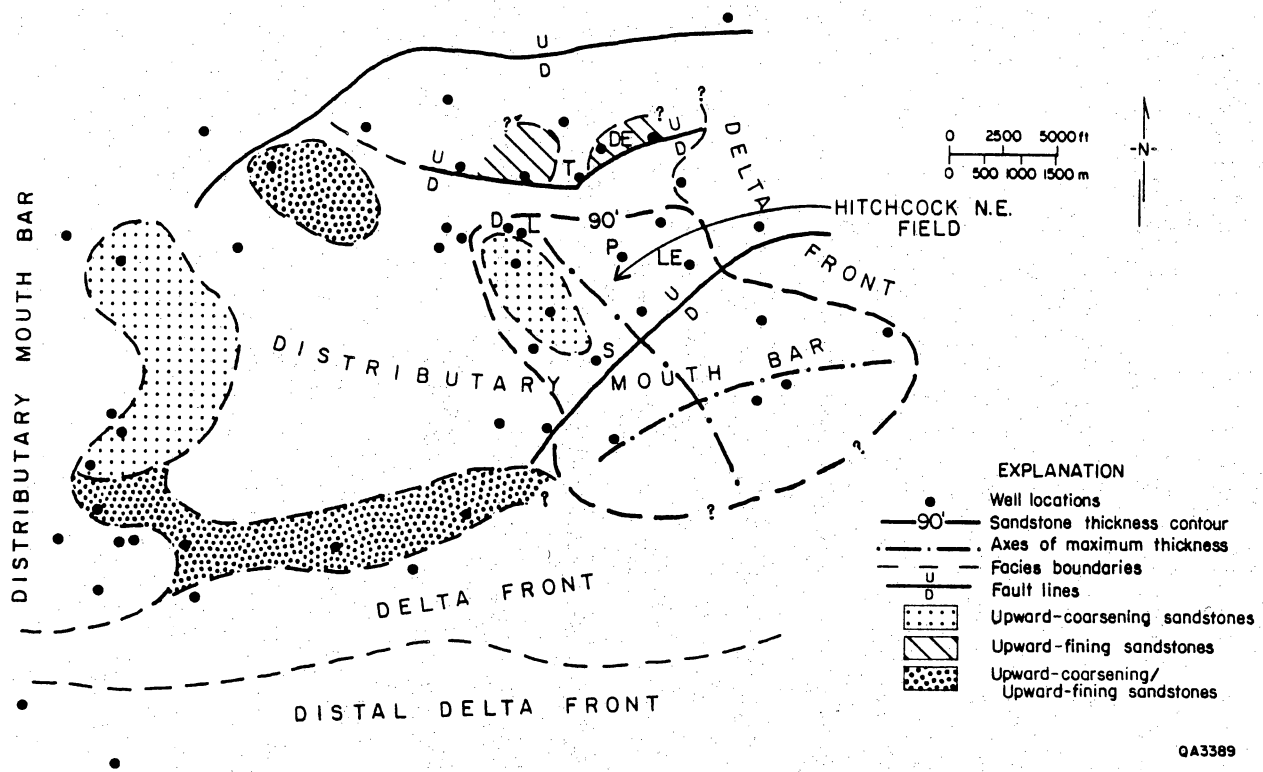 U
D
?
?
?
DE
U
D
U
D
T
DELTA
0 2500 5000 ft
0 500 1000 1500 m
-N-
HITCHCOCK N.E.
FIELD
D
L
90'
P
LE
FRONT
U
D
S
DISTRIBUTARY MOUTH BAR
DISTRIBUTARY MOUTH BAR
?
?
?
DELTA FRONT
DISTAL DELTA FRONT
EXPLANATION
Well locations
90' Sandstone thickness contour
Axes of maximum thickness
Facies boundaries
U
D
Fault lines
Upward-coarsening sandstones
Upward-fining sandstones
Upward-coarsening/
Upward-fining sandstones
QA3389